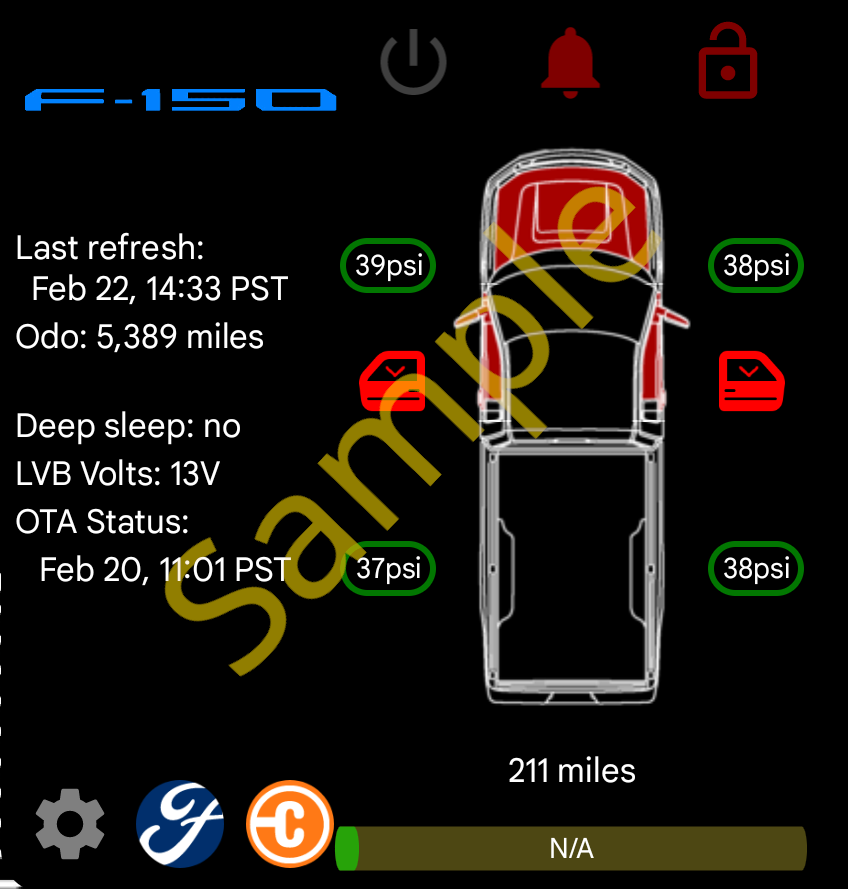 F-150
Last refresh:
Feb 22, 14:33 PST
Odo: 5,389 miles
39psi
38psi
Deep sleep: no
LVB Volts: 13V
OTA Status:
Feb 20, 11:01 PST
37psi
38psi
Sample
211 miles
N/A